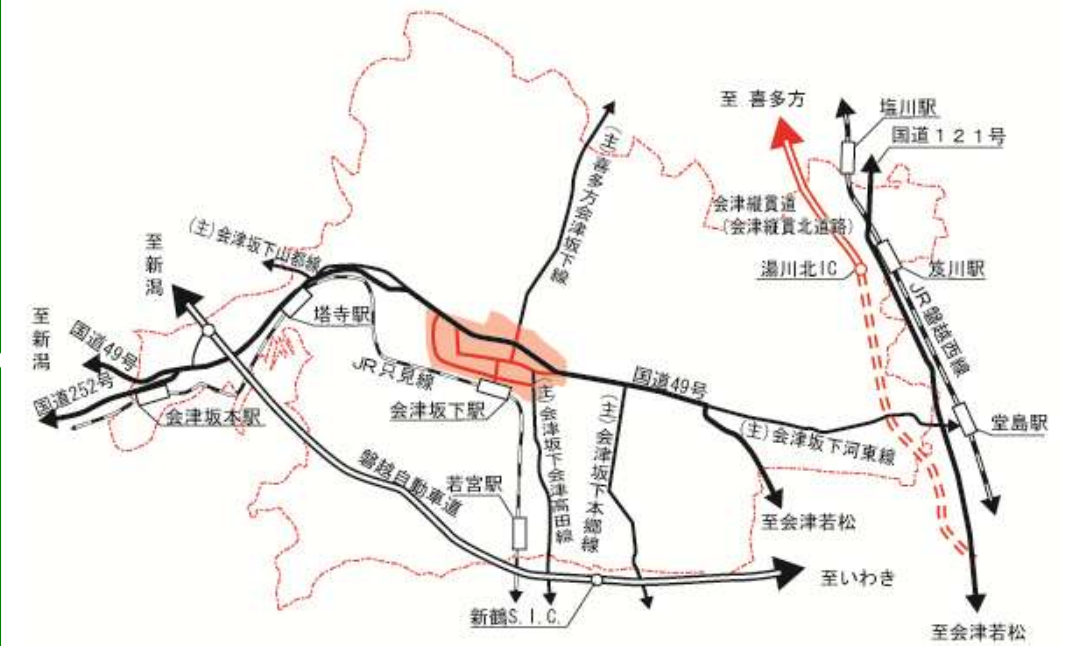 至 喜多方
塩川駅
国道121号
(主)喜多方会津坂下線
会津縦貫道
(会津縦貫北道路)
(主)会津坂下山都線
至新潟
湯川北IC
笈川駅
JR磐越西線
塔寺駅
至新潟
国道49号
JR只見線
国道49号
国道252号
会津坂本駅
会津坂下駅
(主)会津坂下会津高田線
(主)会津坂下本郷線
(主)会津坂下河東線
堂島駅
磐越自動車道
若宮駅
至会津若松
至いわき
新鶴S.I.C.
至会津若松